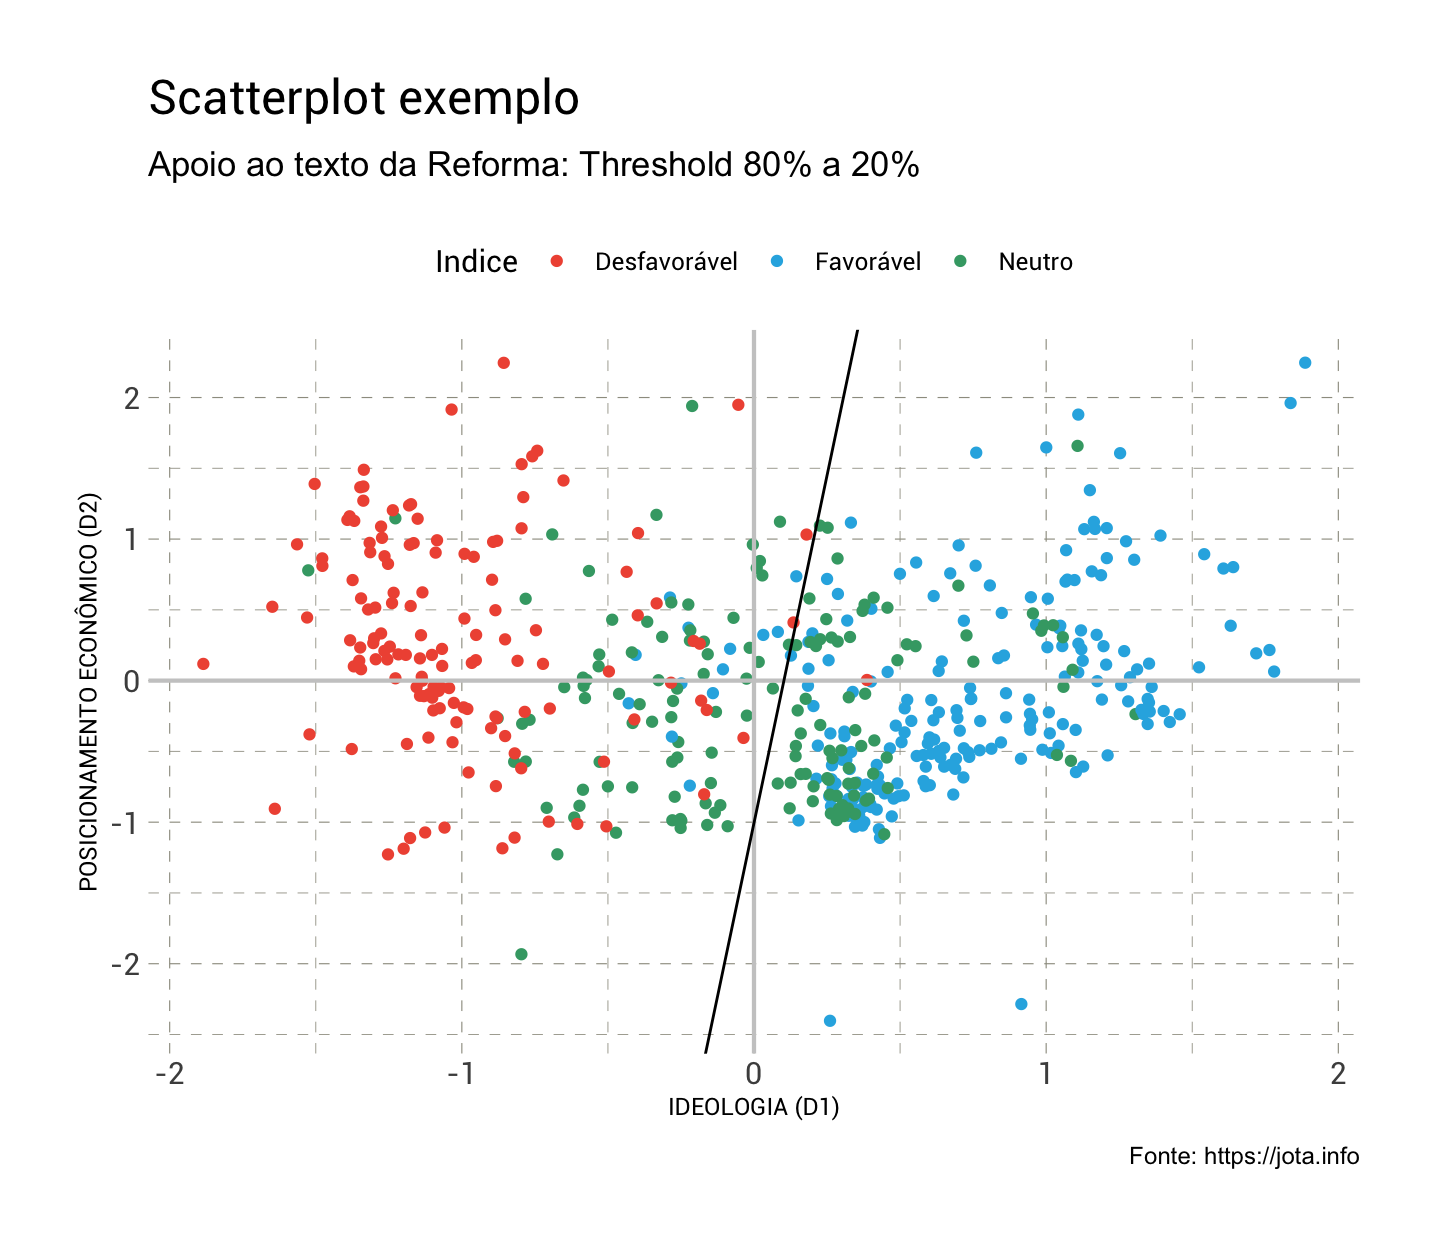 Scatterplot exemplo
Apoio ao texto da Reforma: Threshold 80% a 20%
Indice Desfavorável Favorável Neutro
POSICIONAMENTO ECONÔMICO (D2)
2
1
0
-1
-2
-2 -1 0 1 2
IDEOLOGIA (D1)
Fonte: https://jota.info